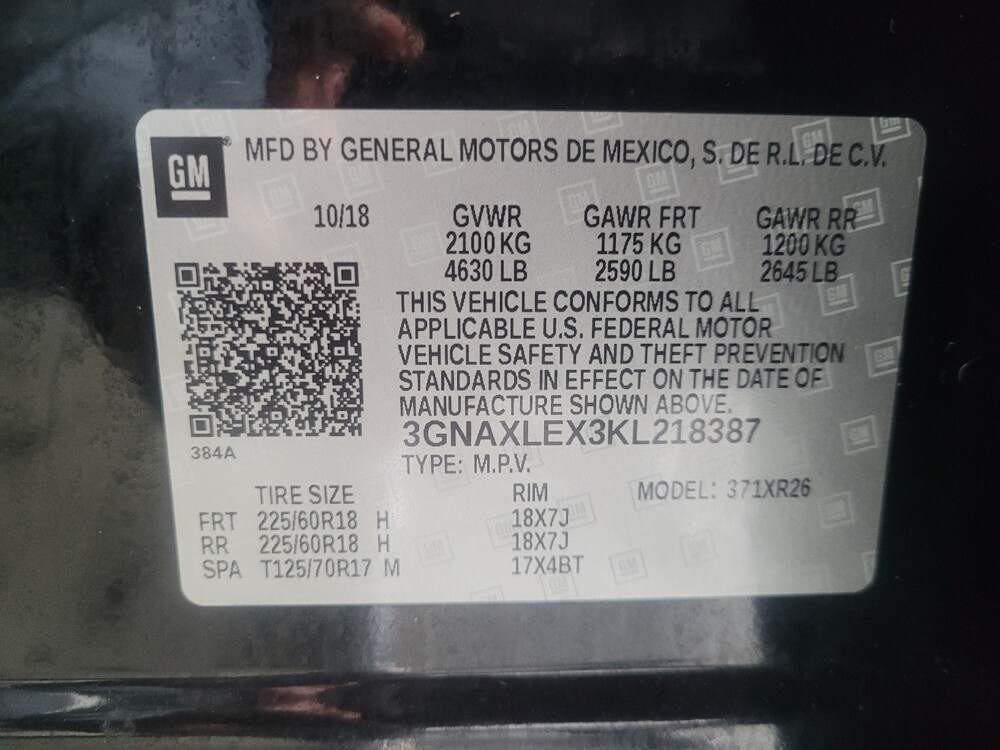 GM® MFD BY GENERAL MOTORS DE MEXICO, S. DE R.L. DE C.V.
10/18 GVWR GAWR FRT GAWR RR
2100 KG 1175 KG 1200 KG
4630 LB 2590 LB 2645 LB
THIS VEHICLE CONFORMS TO ALL
APPLICABLE U.S. FEDERAL MOTOR
VEHICLE SAFETY AND THEFT PREVENTION
STANDARDS IN EFFECT ON THE DATE OF
MANUFACTURE SHOWN ABOVE.
3GNAXLEX3KL218387
384A
TYPE: M.P.V.
TIRE SIZE RIM MODEL: 371XR26
FRT 225/60R18 H 18X7J
RR 225/60R18 H 18X7J
SPA T125/70R17 M 17X4BT